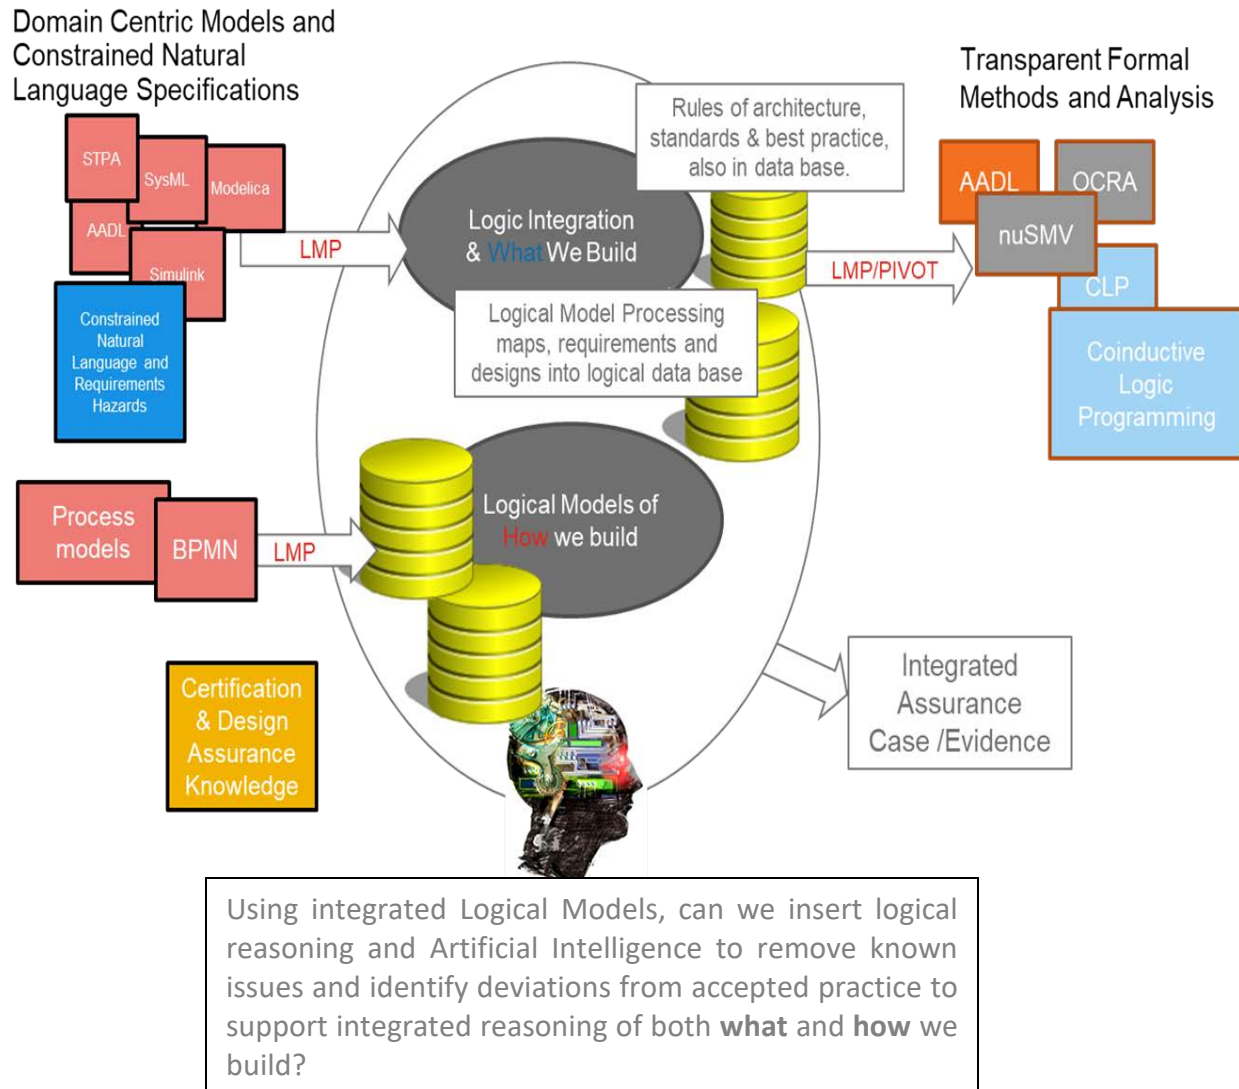 Domain Centric Models and
Constrained Natural
Language Specifications
Transparent Formal
Methods and Analysis
STPA
SysML
Modelica
AADL
Simulink
Constrained
Natural
Language and
Requirements
Hazards
LMP
Logic Integration
& What We Build
Rules of architecture,
standards & best practice,
also in data base.
LMP/PIVOT
AADL
OCRA
nuSMV
CLP
Coinductive
Logic
Programming
Logical Model Processing
maps, requirements and
designs into logical data base
Process
models
BPMN
LMP
Logical Models of
How we build
Certification
& Design
Assurance
Knowledge
Integrated
Assurance
Case /Evidence
Using integrated Logical Models, can we insert logical
reasoning and Artificial Intelligence to remove known
issues and identify deviations from accepted practice to
support integrated reasoning of both what and how we
build?